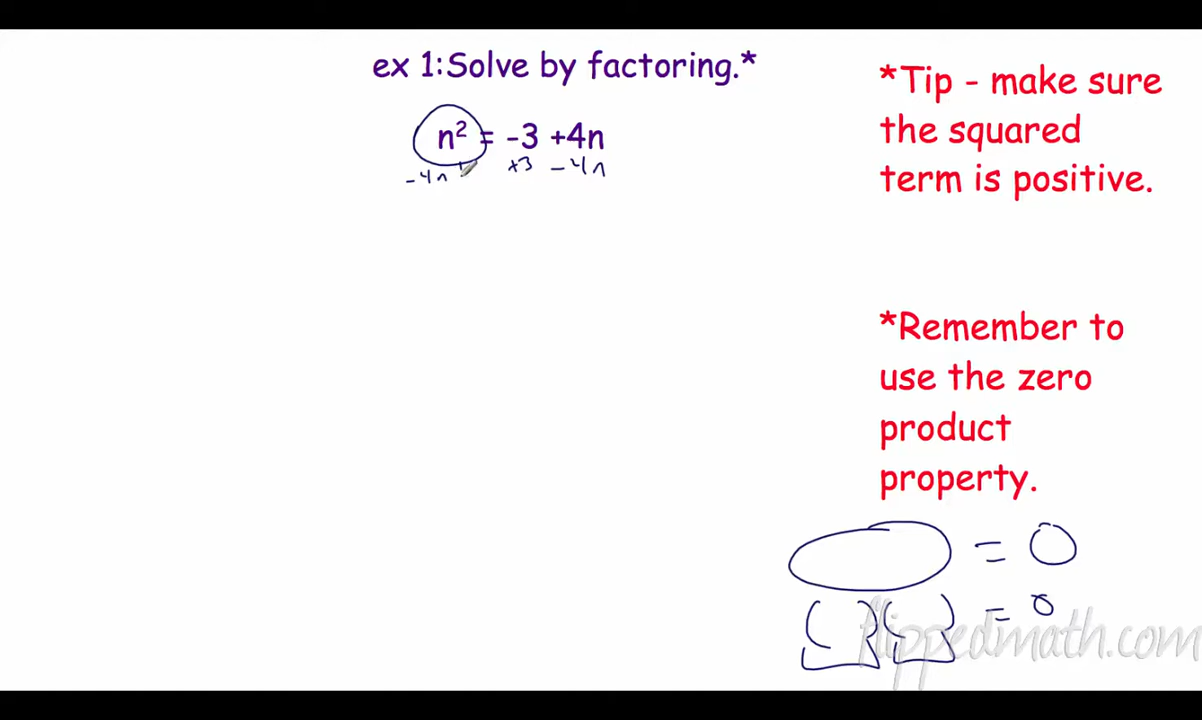 ex 1:Solve by factoring.*
n² = -3 +4n
-4n +3 -4n
*Tip - make sure
the squared
term is positive.
*Remember to
use the zero
product
property.
= 0
( )( ) = 0
flippedmath.com